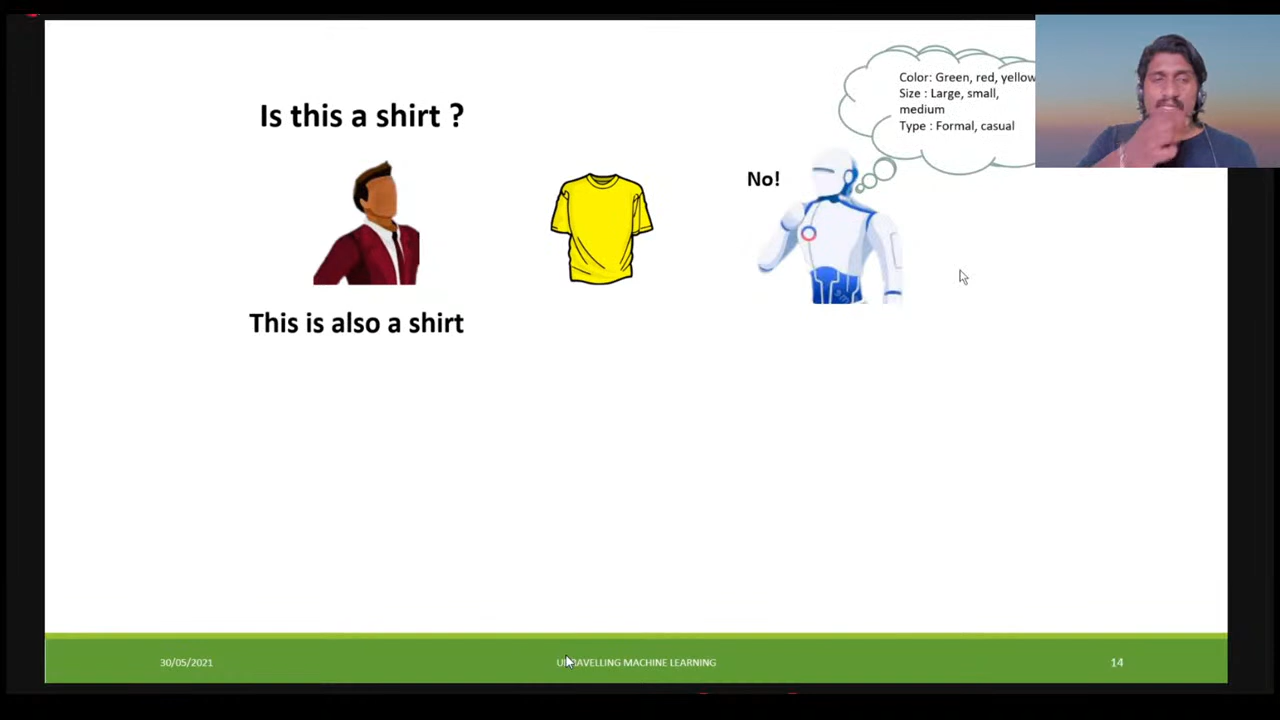 Is this a shirt ?
Color: Green, red, yellow
Size : Large, small,
medium
Type : Formal, casual
No!
This is also a shirt
30/05/2021
UNRAVELLING MACHINE LEARNING
14